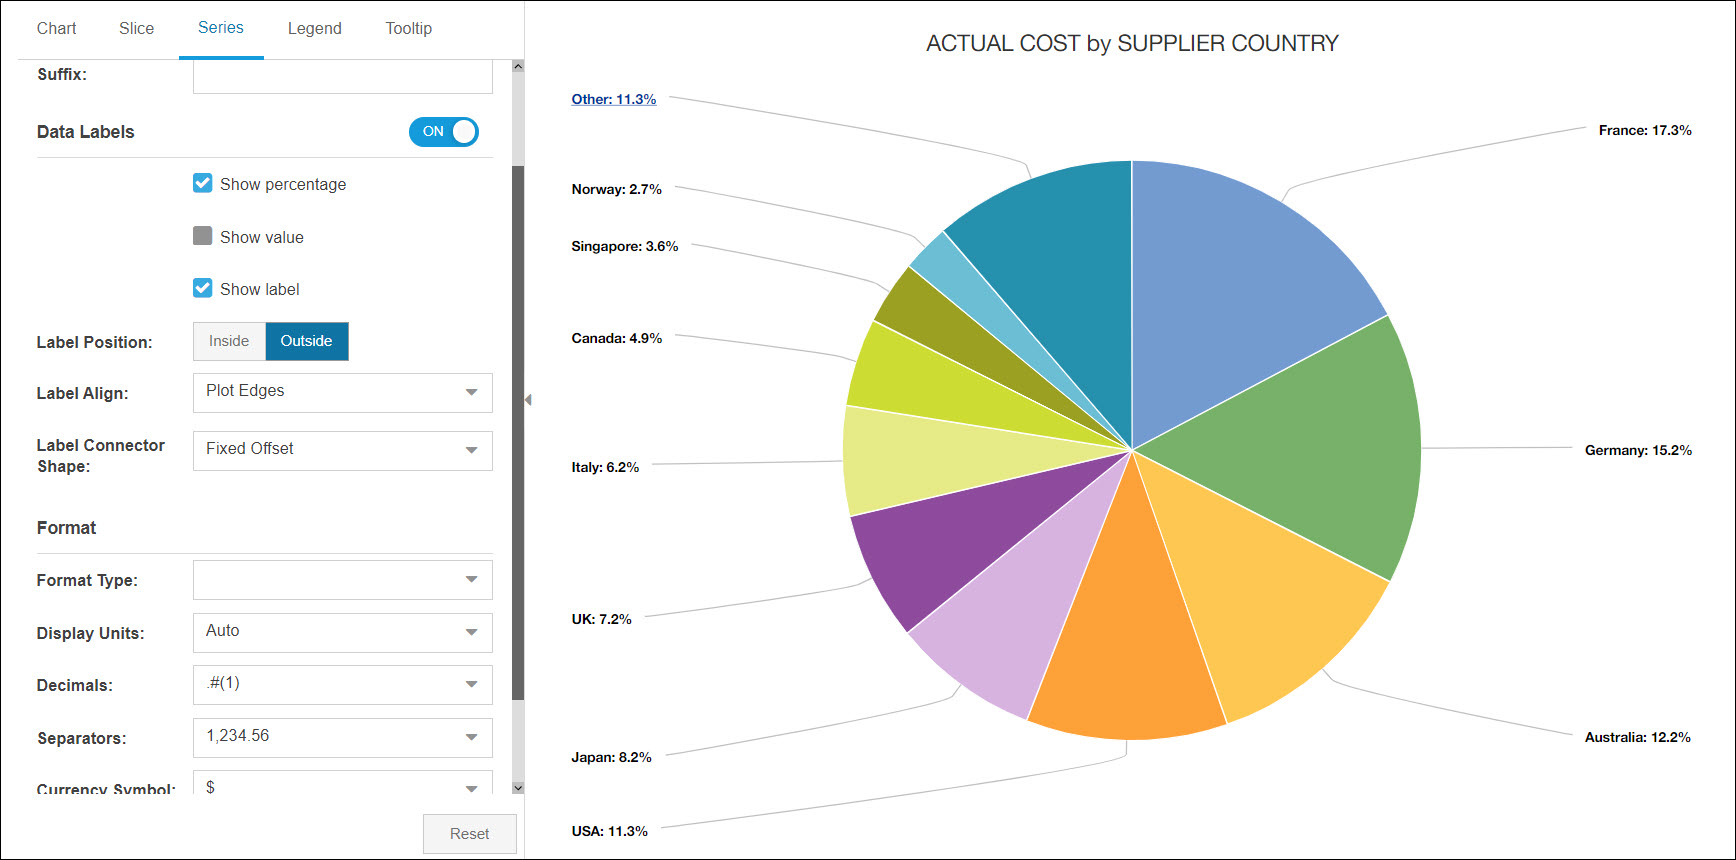 Chart Slice Series Legend Tooltip
Suffix:
Data Labels ON
Show percentage
Show value
Show label
Label Position: Inside Outside
Label Align: Plot Edges
Label Connector
Shape: Fixed Offset
Format
Format Type:
Display Units: Auto
Decimals: .#(1)
Separators: 1,234.56
Currency Symbol: $
Reset
ACTUAL COST by SUPPLIER COUNTRY
Other: 11.3%
France: 17.3%
Norway: 2.7%
Singapore: 3.6%
Canada: 4.9%
Germany: 15.2%
Italy: 6.2%
UK: 7.2%
Australia: 12.2%
Japan: 8.2%
USA: 11.3%